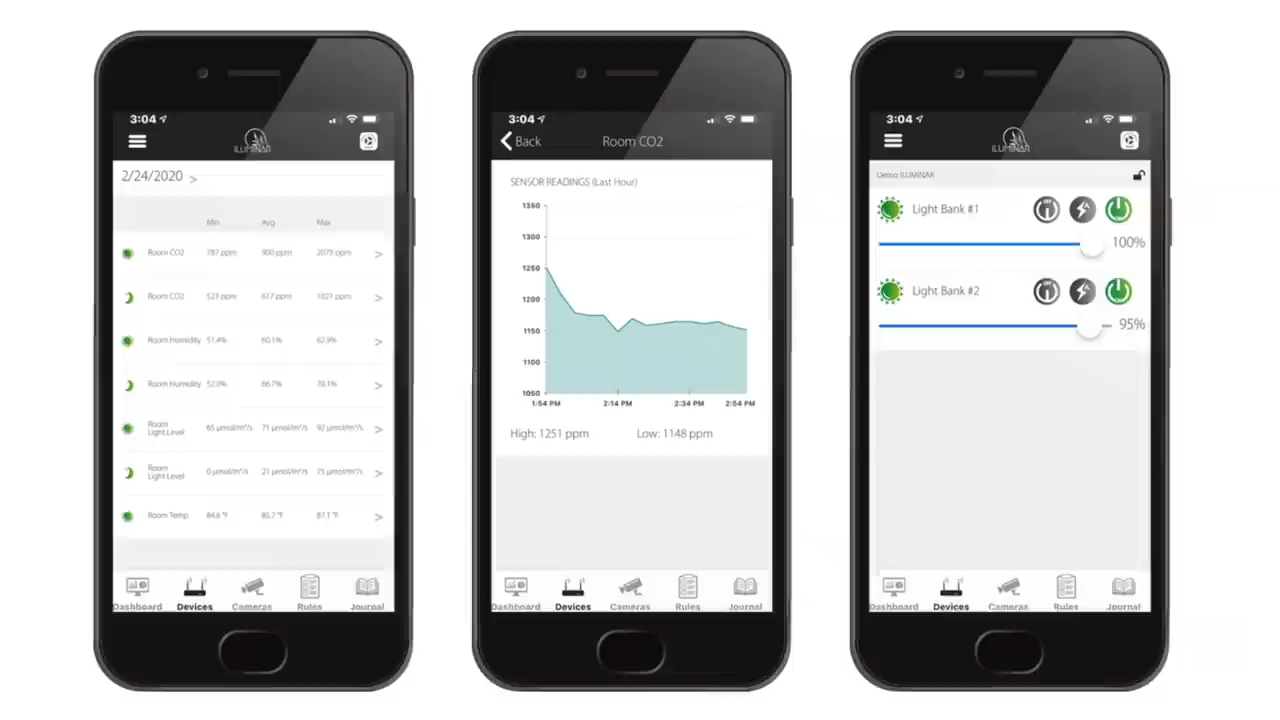 3:04
ILUMINAR
2/24/2020 >
Min Avg Max
Room CO2 787 ppm 900 ppm 2079 ppm >
Room CO2 523 ppm 617 ppm 1021 ppm >
Room Humidity 51.4% 60.1% 62.9% >
Room Humidity 52.0% 66.7% 70.1% >
Room
Light Level 65 µmol/m²/s 71 µmol/m²/s 92 µmol/m²/s >
Room
Light Level 0 µmol/m²/s 21 µmol/m²/s 75 µmol/m²/s >
Room Temp 84.6 °F 85.7 °F 87.1 °F >
Dashboard Devices Cameras Rules Journal
3:04
Back Room CO2
SENSOR READINGS (Last Hour)
1350
1300
1250
1200
1150
1100
1050
1:54 PM 2:14 PM 2:34 PM 2:54 PM
High: 1251 ppm Low: 1148 ppm
Dashboard Devices Cameras Rules Journal
3:04
ILUMINAR
Demo ILUMINAR
Light Bank #1 OFF
100%
Light Bank #2 OFF
95%
Dashboard Devices Cameras Rules Journal